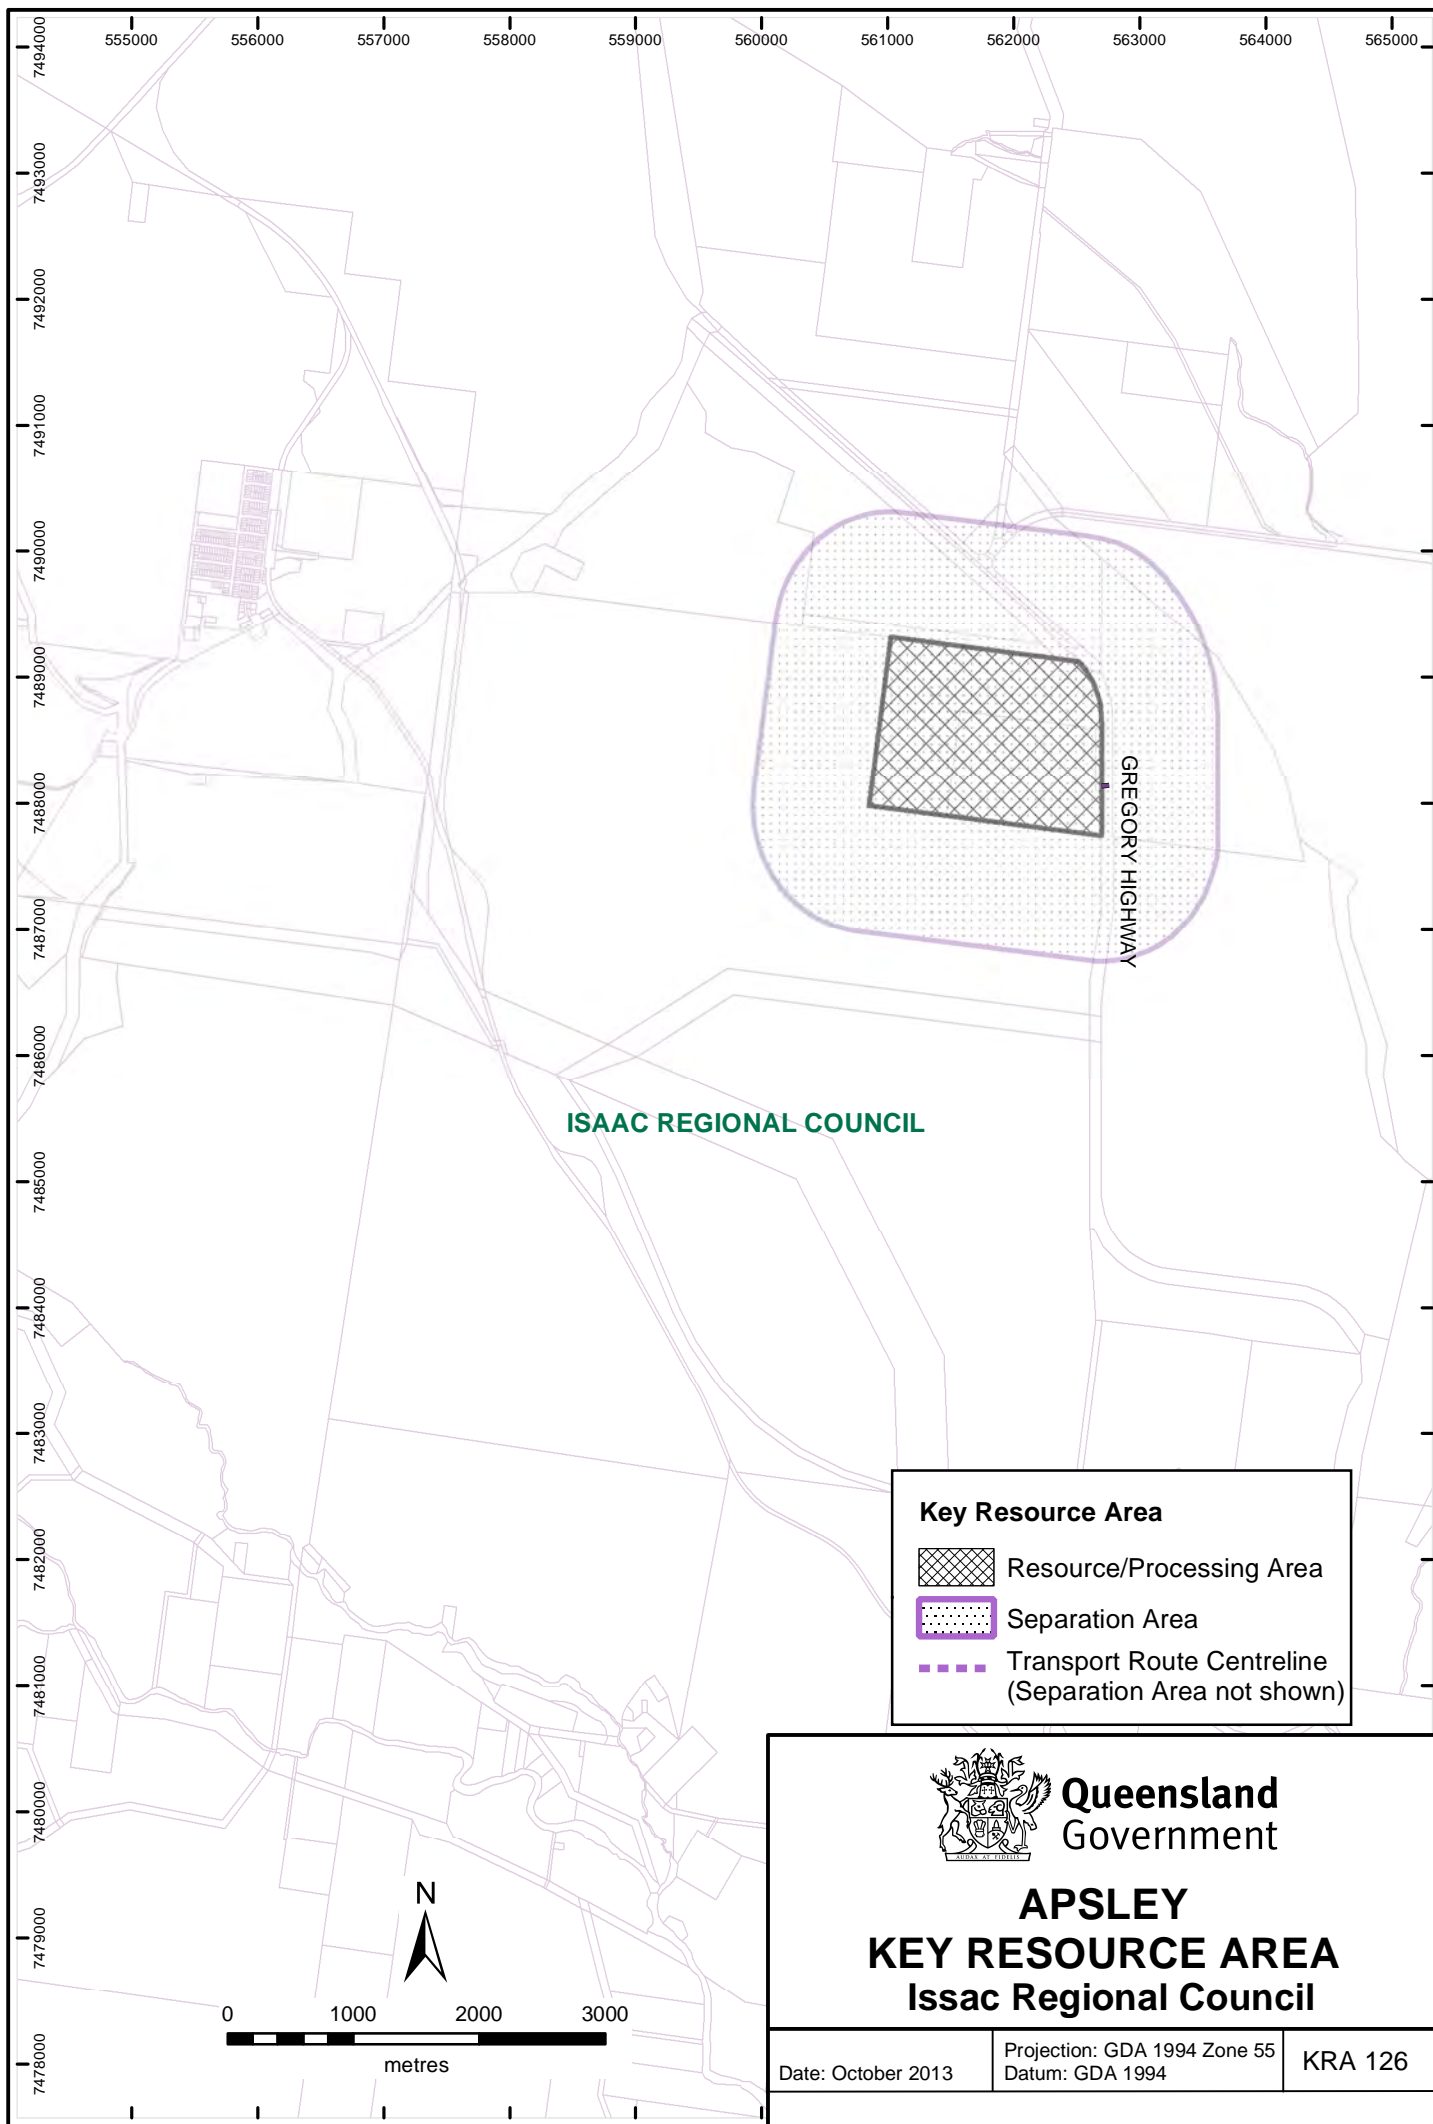 555000
556000
557000
558000
559000
560000
561000
562000
563000
564000
565000
7494000
7493000
7492000
7491000
7490000
7489000
7488000
7487000
7486000
7485000
7484000
7483000
7482000
7481000
7480000
7479000
7478000
GREGORY HIGHWAY
ISAAC REGIONAL COUNCIL
Key Resource Area
Resource/Processing Area
Separation Area
Transport Route Centreline
(Separation Area not shown)
N
0 1000 2000 3000
metres
AUDAX AT FIDELIS
Queensland
Government
APSLEY
KEY RESOURCE AREA
Issac Regional Council
Date: October 2013
Projection: GDA 1994 Zone 55
Datum: GDA 1994
KRA 126